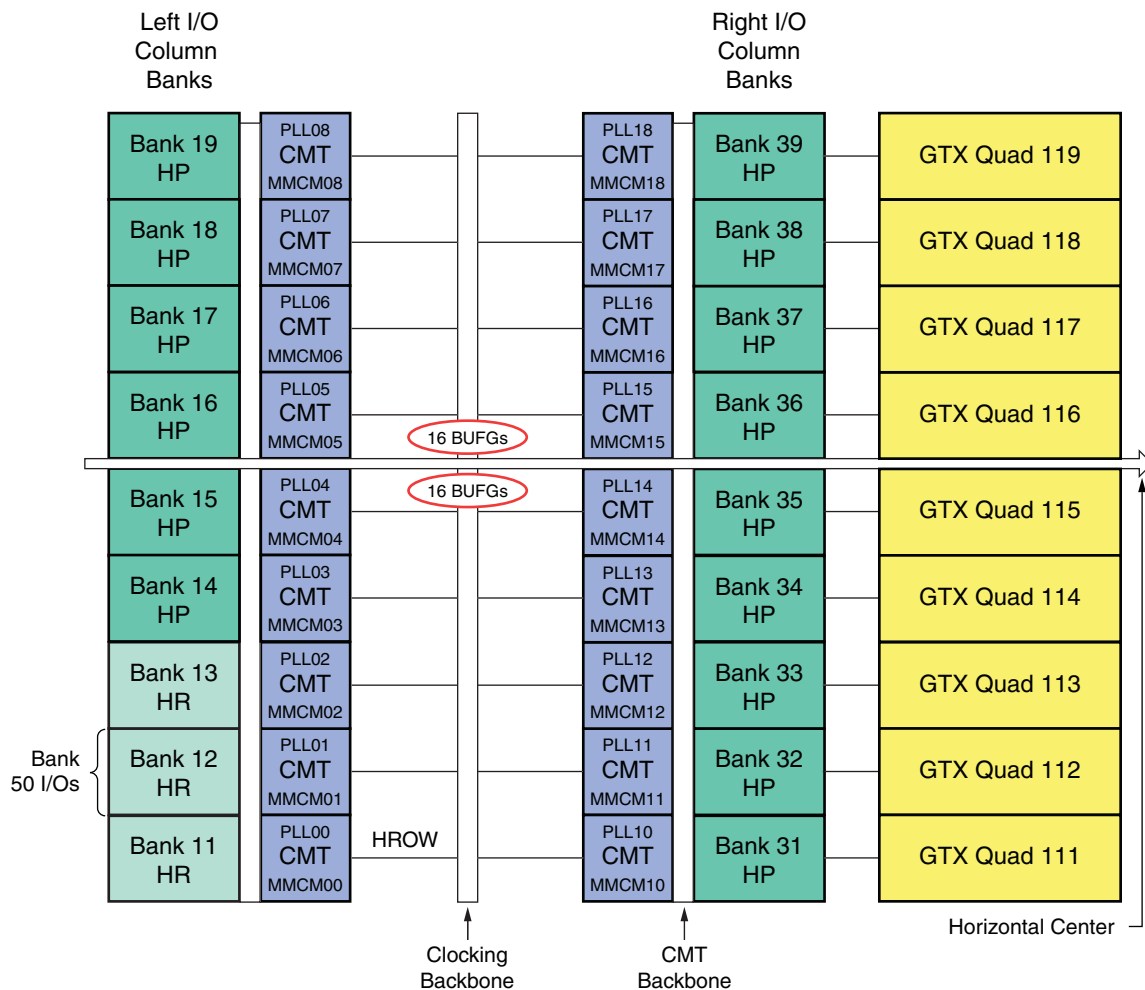 Left I/O
Column
Banks
Right I/O
Column
Banks
Bank 19
HP
PLL08
CMT
MMCM08
PLL18
CMT
MMCM18
Bank 39
HP
GTX Quad 119
Bank 18
HP
PLL07
CMT
MMCM07
PLL17
CMT
MMCM17
Bank 38
HP
GTX Quad 118
Bank 17
HP
PLL06
CMT
MMCM06
PLL16
CMT
MMCM16
Bank 37
HP
GTX Quad 117
Bank 16
HP
PLL05
CMT
MMCM05
16 BUFGs
PLL15
CMT
MMCM15
Bank 36
HP
GTX Quad 116
Bank 15
HP
PLL04
CMT
MMCM04
16 BUFGs
PLL14
CMT
MMCM14
Bank 35
HP
GTX Quad 115
Bank 14
HP
PLL03
CMT
MMCM03
PLL13
CMT
MMCM13
Bank 34
HP
GTX Quad 114
Bank 13
HR
PLL02
CMT
MMCM02
PLL12
CMT
MMCM12
Bank 33
HP
GTX Quad 113
Bank
50 I/Os
Bank 12
HR
PLL01
CMT
MMCM01
PLL11
CMT
MMCM11
Bank 32
HP
GTX Quad 112
Bank 11
HR
PLL00
CMT
MMCM00
HROW
PLL10
CMT
MMCM10
Bank 31
HP
GTX Quad 111
Horizontal Center
Clocking
Backbone
CMT
Backbone